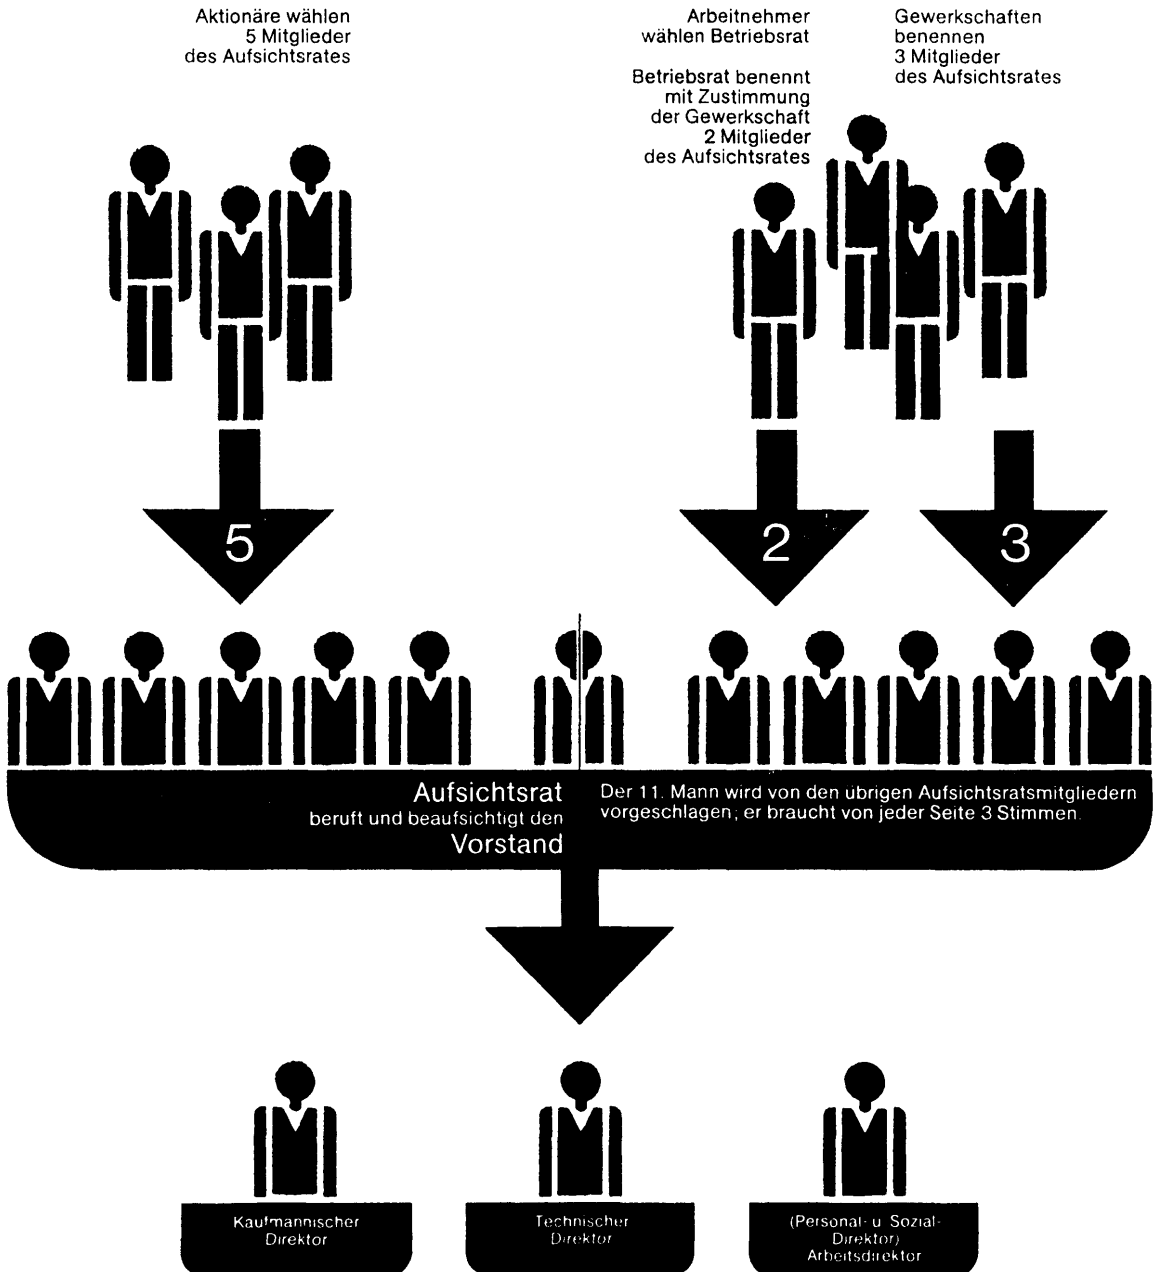 Aktionäre wählen
5 Mitglieder
des Aufsichtsrates
Arbeitnehmer
wählen Betriebsrat
Betriebsrat benennt
mit Zustimmung
der Gewerkschaft
2 Mitglieder
des Aufsichtsrates
Gewerkschaften
benennen
3 Mitglieder
des Aufsichtsrates
5
2
3
Aufsichtsrat
beruft und beaufsichtigt den
Vorstand
Der 11. Mann wird von den übrigen Aufsichtsratsmitgliedern
vorgeschlagen; er braucht von jeder Seite 3 Stimmen.
Kaufmannischer
Direktor
Technischer
Direktor
(Personal- u. Sozial-
Direktor)
Arbeitsdirektor